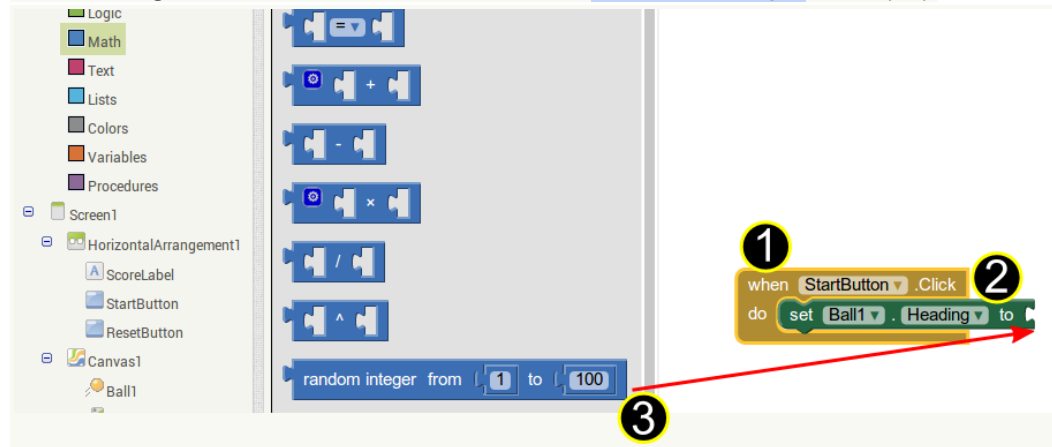 Logic
Math
Text
Lists
Colors
Variables
Procedures
Screen1
HorizontalArrangement1
ScoreLabel
StartButton
ResetButton
Canvas1
Ball1
=
+
-
×
/
^
random integer from 1 to 100
1
when StartButton .Click
2
do set Ball1 . Heading to
3